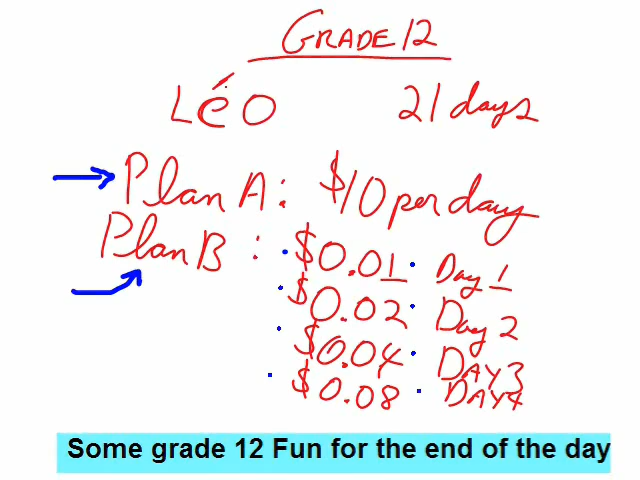 GRADE 12
LéO 21 days
Plan A: $10 per day
Plan B: $0.01 Day 1
$0.02 Day 2
$0.04 DAY 3
$0.08 DAY 4
Some grade 12 Fun for the end of the day